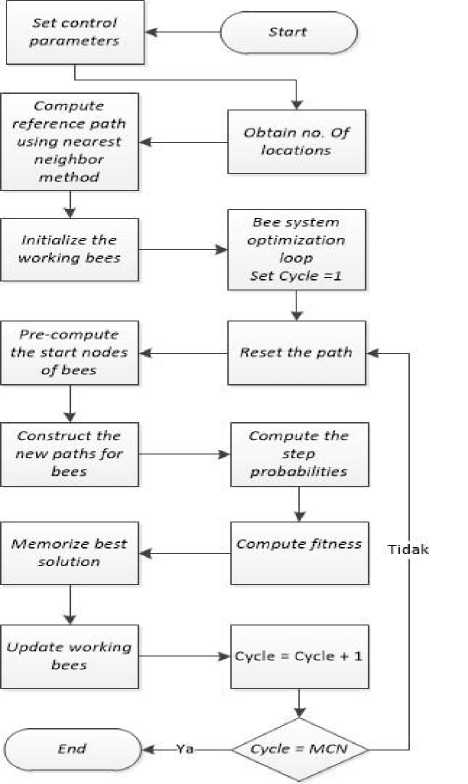 Start
Set control
parameters
Obtain no. Of
locations
Compute
reference path
using nearest
neighbor
method
Initialize the
working bees
Bee system
optimization
loop
Set Cycle =1
Reset the path
Pre-compute
the start nodes
of bees
Construct the
new paths for
bees
Compute the
step
probabilities
Compute fitness
Memorize best
solution
Update working
bees
Cycle = Cycle + 1
Cycle = MCN
Tidak
Ya
End